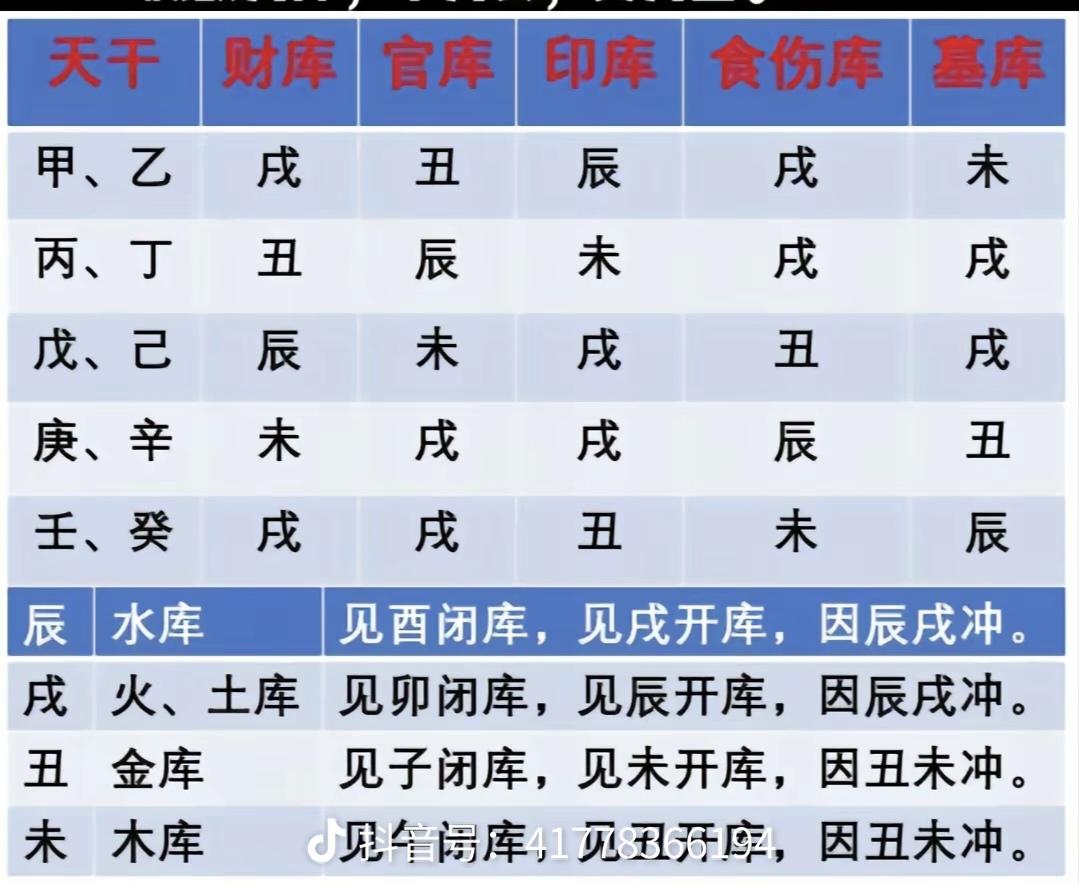 天干 财库 官库 印库 食伤库 墓库
甲、乙 戌 丑 辰 戌 未
丙、丁 丑 辰 未 戌 戌
戊、己 辰 未 戌 丑 戌
庚、辛 未 戌 戌 辰 丑
壬、癸 戌 戌 丑 未 辰
辰 水库 见酉闭库，见戌开库，因辰戌冲。
戌 火、土库 见卯闭库，见辰开库，因辰戌冲。
丑 金库 见子闭库，见未开库，因丑未冲。
未 木库 见午闭库，见丑开库，因丑未冲。
抖音号：41778366194